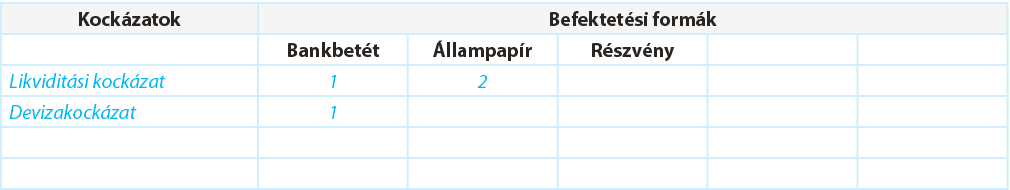 Kockázatok Befektetési formák
Bankbetét Állampapír Részvény
Likviditási kockázat 1 2
Devizakockázat 1